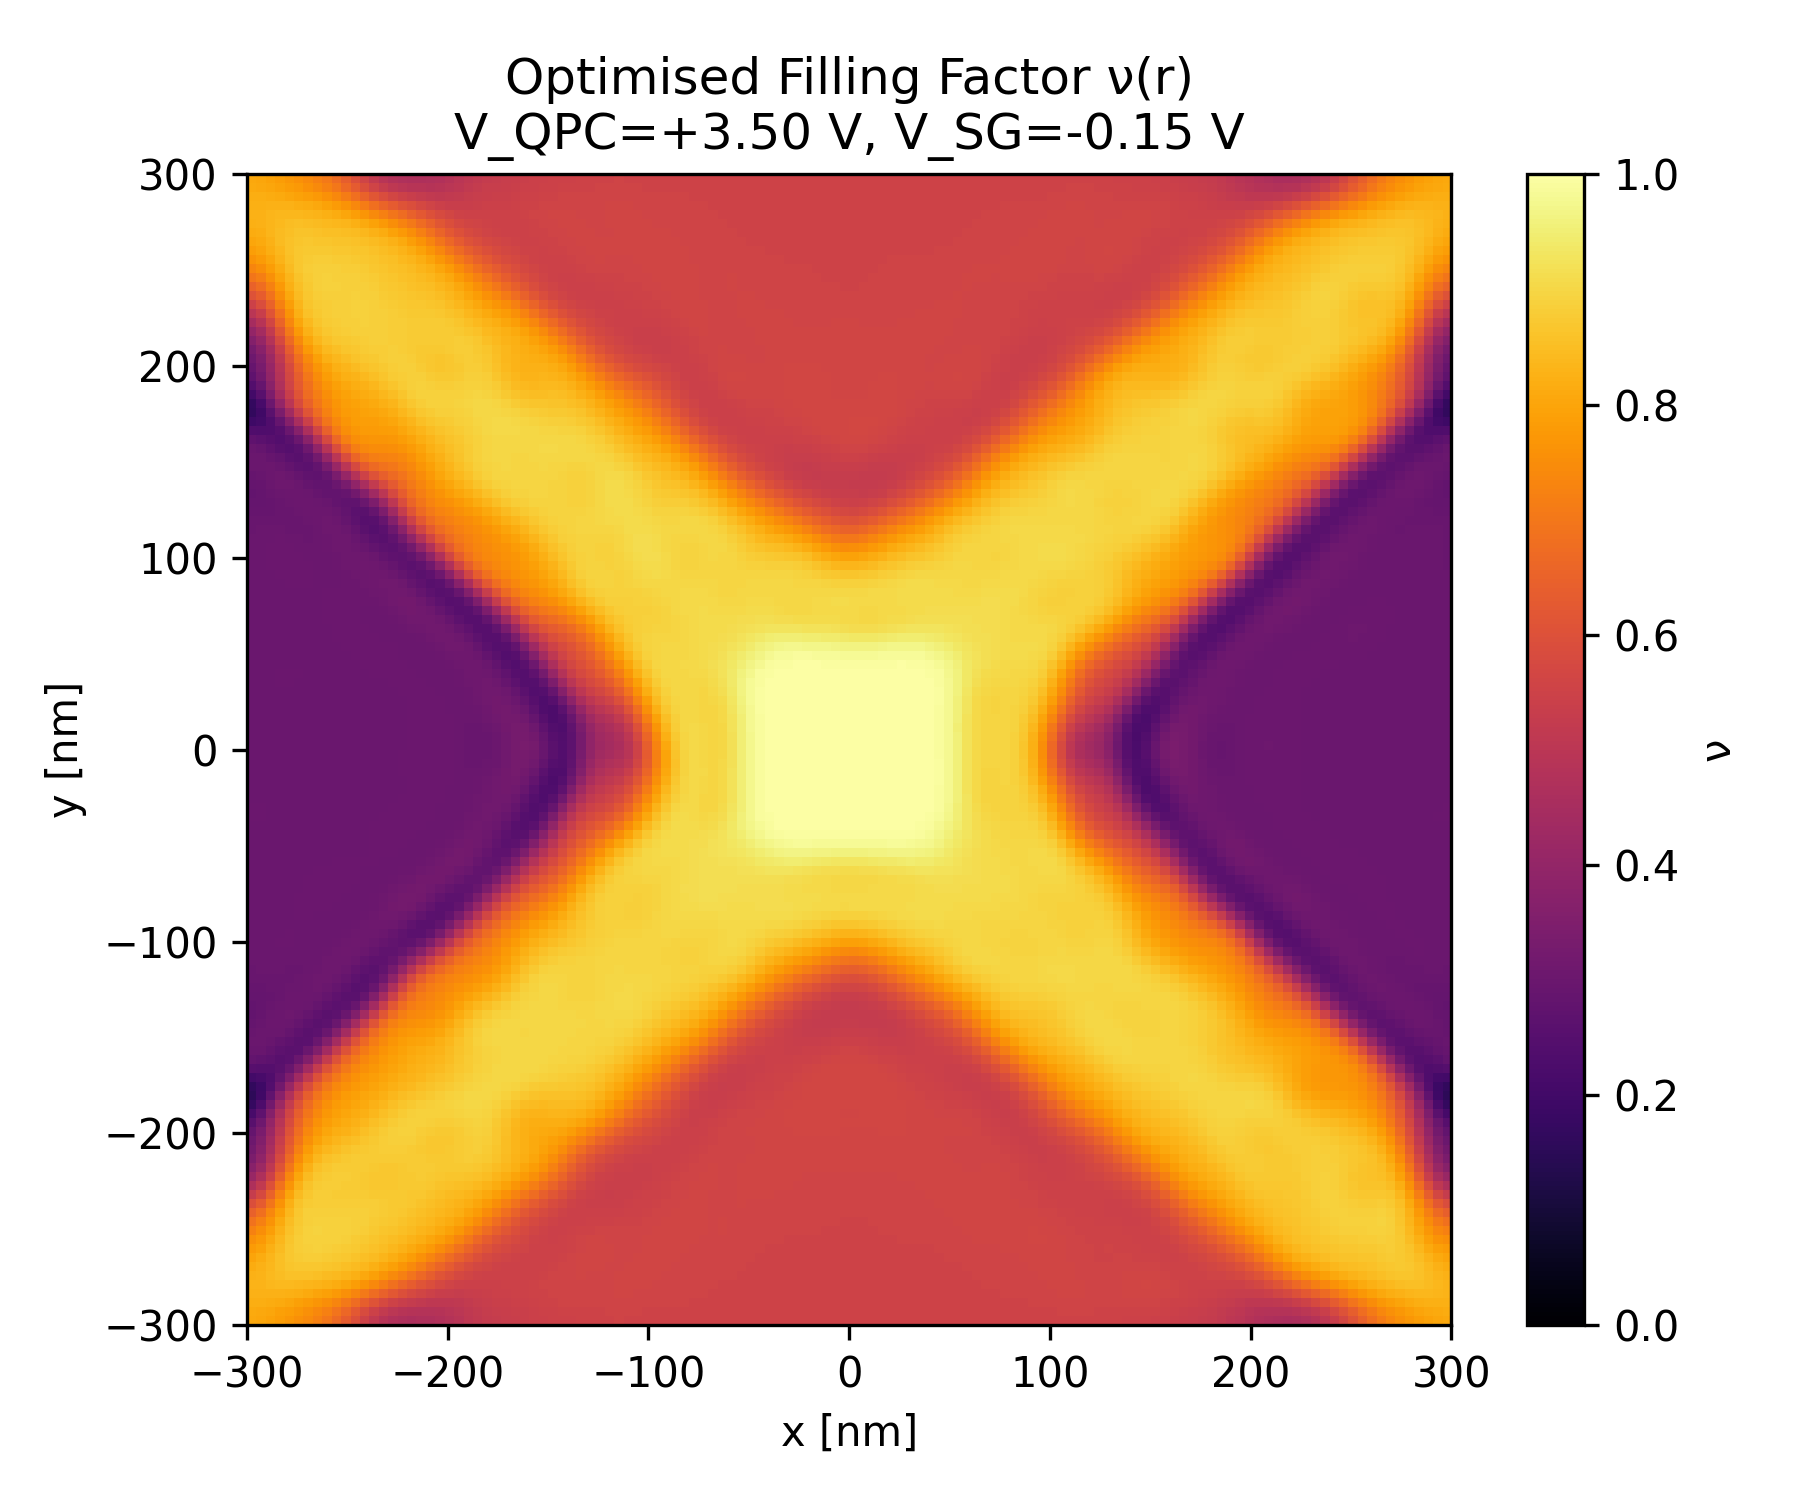 Optimised Filling Factor ν(r)
V_QPC=+3.50 V, V_SG=-0.15 V
300
200
100
0
−100
−200
−300
y [nm]
−300 −200 −100 0 100 200 300
x [nm]
1.0
0.8
0.6
0.4
0.2
0.0
ν